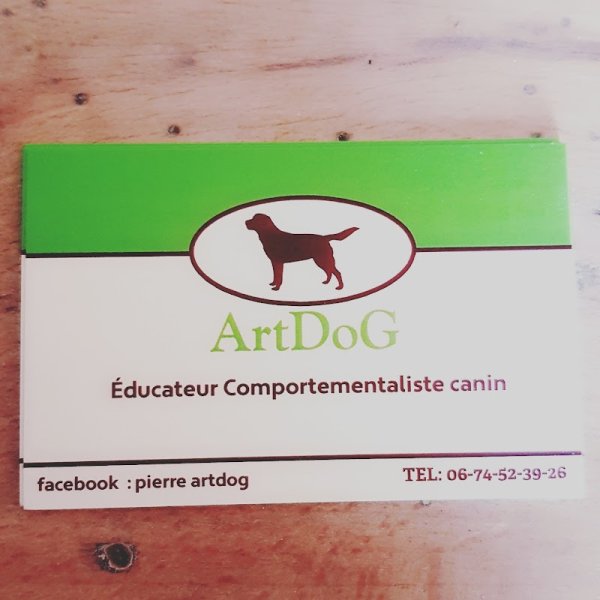 ArtDoG
Éducateur Comportementaliste canin
facebook : pierre artdog
TEL: 06-74-52-39-26